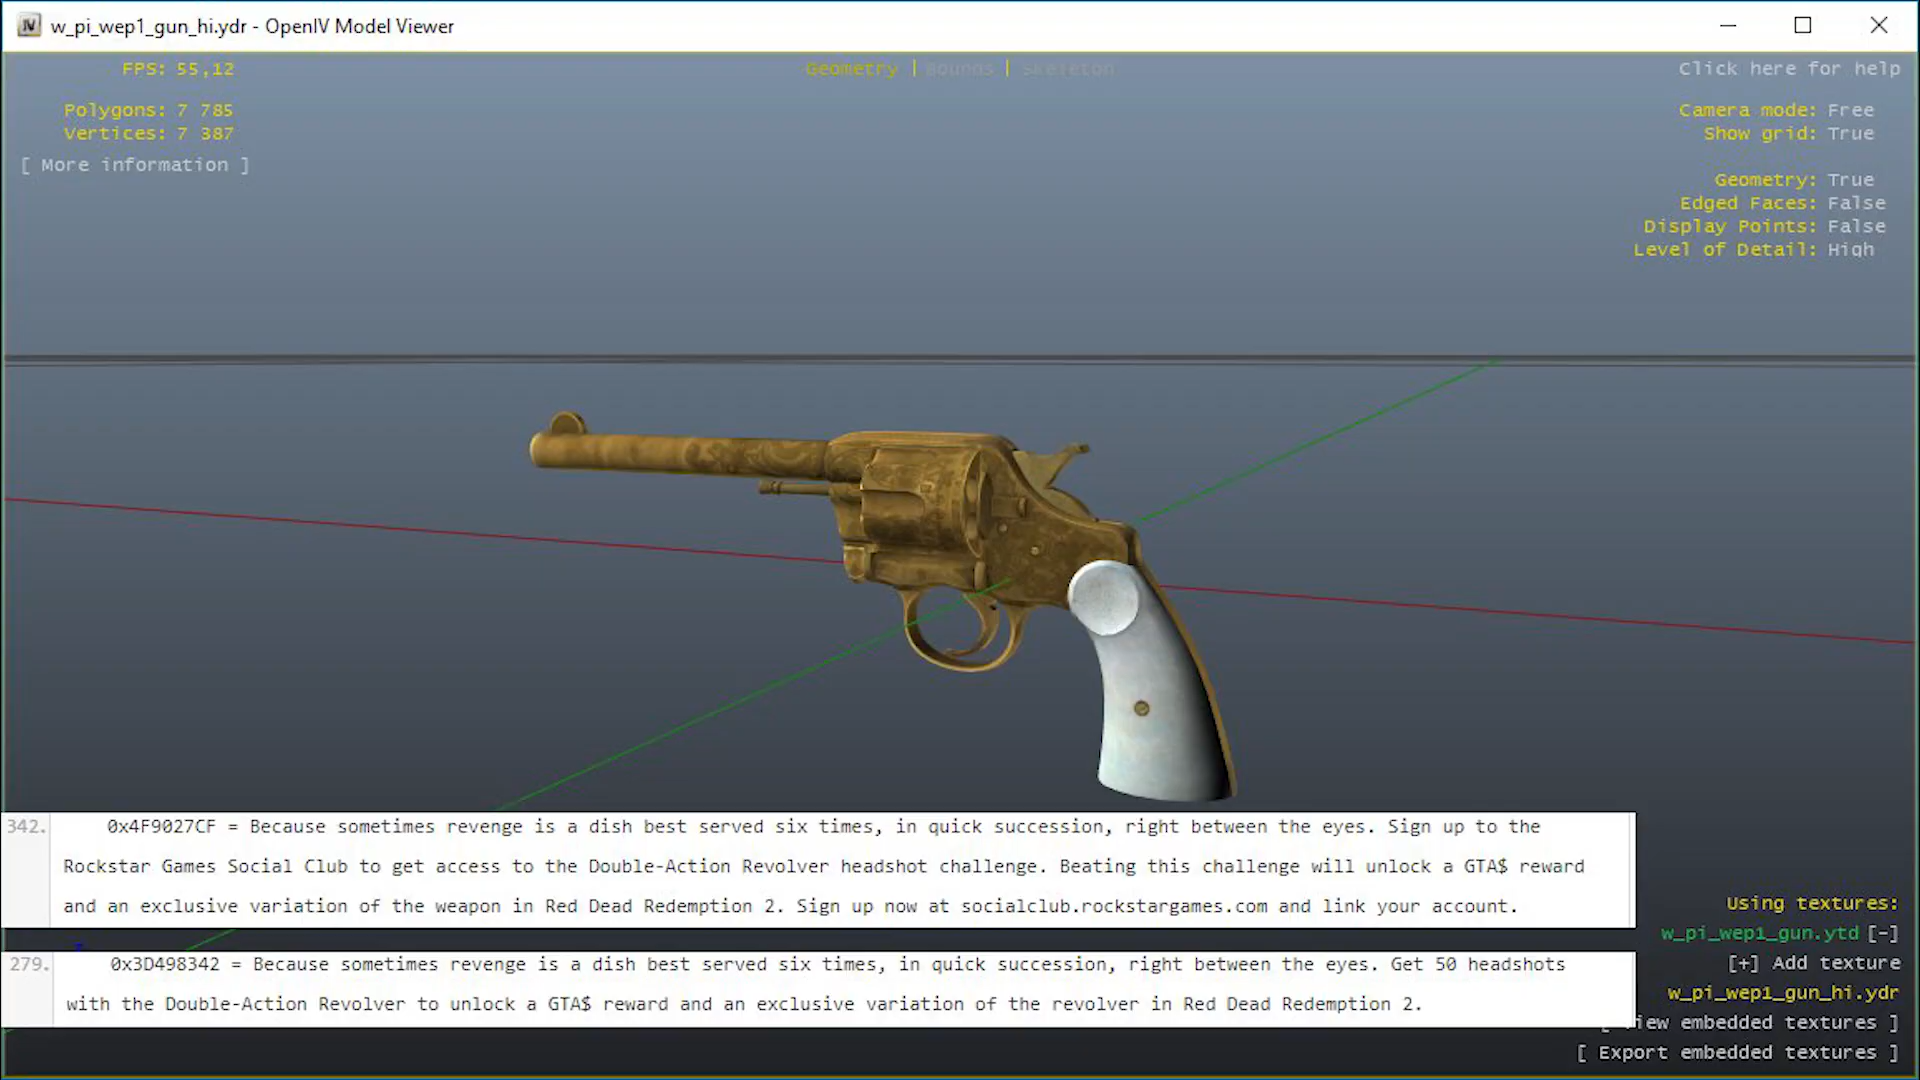 w_pi_wep1_gun_hi.ydr - OpenIV Model Viewer
FPS: 55,12
Geometry | Bounds | Skeleton
Click here for help
Polygons: 7 785
Vertices: 7 387
[ More information ]
Camera mode: Free
Show grid: True
Geometry: True
Edged Faces: False
Display Points: False
Level of Detail: High
342. 0x4F9027CF = Because sometimes revenge is a dish best served six times, in quick succession, right between the eyes. Sign up to the
Rockstar Games Social Club to get access to the Double-Action Revolver headshot challenge. Beating this challenge will unlock a GTA$ reward
and an exclusive variation of the weapon in Red Dead Redemption 2. Sign up now at socialclub.rockstargames.com and link your account.
279. 0x3D498342 = Because sometimes revenge is a dish best served six times, in quick succession, right between the eyes. Get 50 headshots
with the Double-Action Revolver to unlock a GTA$ reward and an exclusive variation of the revolver in Red Dead Redemption 2.
Using textures:
w_pi_wep1_gun.ytd [-]
[+] Add texture
w_pi_wep1_gun_hi.ydr
[ View embedded textures ]
[ Export embedded textures ]